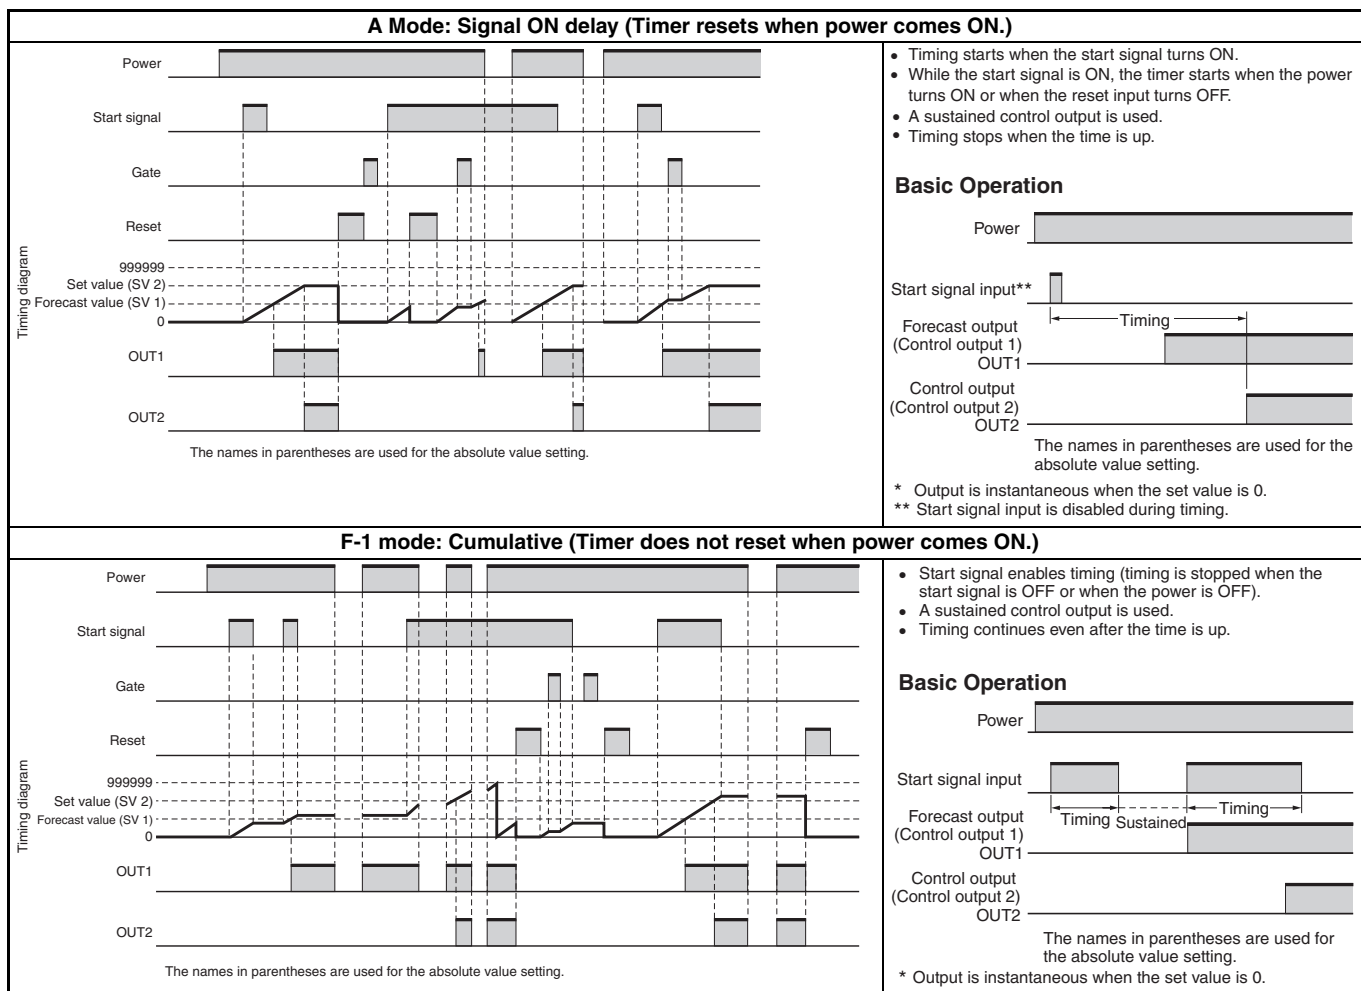 A Mode: Signal ON delay (Timer resets when power comes ON.)
Timing diagram
Power
Start signal
Gate
Reset
999999
Set value (SV 2)
Forecast value (SV 1)
0
OUT1
OUT2
The names in parentheses are used for the absolute value setting.
• Timing starts when the start signal turns ON.
• While the start signal is ON, the timer starts when the power
turns ON or when the reset input turns OFF.
• A sustained control output is used.
• Timing stops when the time is up.
Basic Operation
Power
Start signal input**
Timing
Forecast output
(Control output 1)
OUT1
Control output
(Control output 2)
OUT2
The names in parentheses are used for the
absolute value setting.
* Output is instantaneous when the set value is 0.
** Start signal input is disabled during timing.
F-1 mode: Cumulative (Timer does not reset when power comes ON.)
Timing diagram
Power
Start signal
Gate
Reset
999999
Set value (SV 2)
Forecast value (SV 1)
0
OUT1
OUT2
The names in parentheses are used for the absolute value setting.
• Start signal enables timing (timing is stopped when the
start signal is OFF or when the power is OFF).
• A sustained control output is used.
• Timing continues even after the time is up.
Basic Operation
Power
Start signal input
Timing Sustained Timing
Forecast output
(Control output 1)
OUT1
Control output
(Control output 2)
OUT2
The names in parentheses are used for
the absolute value setting.
* Output is instantaneous when the set value is 0.